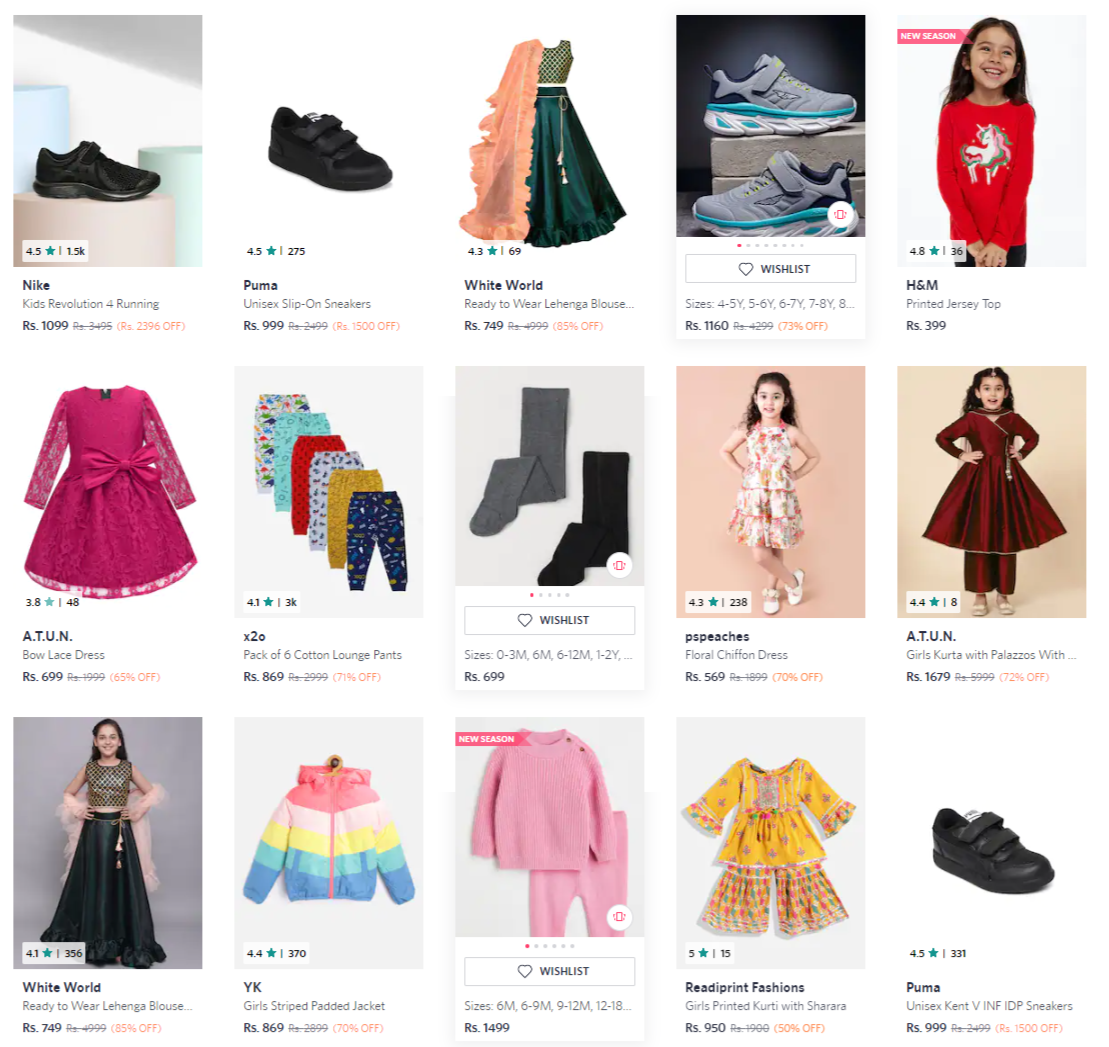 4.5 ★ | 1.5k
Nike
Kids Revolution 4 Running
Rs. 1099 Rs. 3495 (Rs. 2396 OFF)
4.5 ★ | 275
Puma
Unisex Slip-On Sneakers
Rs. 999 Rs. 2499 (Rs. 1500 OFF)
4.3 ★ | 69
White World
Ready to Wear Lehenga Blouse...
Rs. 749 Rs. 4999 (85% OFF)
WISHLIST
Sizes: 4-5Y, 5-6Y, 6-7Y, 7-8Y, 8...
Rs. 1160 Rs. 4299 (73% OFF)
NEW SEASON
4.8 ★ | 36
H&M
Printed Jersey Top
Rs. 399
3.8 ★ | 48
A.T.U.N.
Bow Lace Dress
Rs. 699 Rs. 1999 (65% OFF)
4.1 ★ | 3k
x2o
Pack of 6 Cotton Lounge Pants
Rs. 869 Rs. 2999 (71% OFF)
WISHLIST
Sizes: 0-3M, 6M, 6-12M, 1-2Y, ...
Rs. 699
4.3 ★ | 238
pspeaches
Floral Chiffon Dress
Rs. 569 Rs. 1899 (70% OFF)
4.4 ★ | 8
A.T.U.N.
Girls Kurta with Palazzos With ...
Rs. 1679 Rs. 5999 (72% OFF)
4.1 ★ | 356
White World
Ready to Wear Lehenga Blouse...
Rs. 749 Rs. 4999 (85% OFF)
4.4 ★ | 370
YK
Girls Striped Padded Jacket
Rs. 869 Rs. 2899 (70% OFF)
NEW SEASON
WISHLIST
Sizes: 6M, 6-9M, 9-12M, 12-18...
Rs. 1499
5 ★ | 15
Readiprint Fashions
Girls Printed Kurti with Sharara
Rs. 950 Rs. 1900 (50% OFF)
4.5 ★ | 331
Puma
Unisex Kent V INF IDP Sneakers
Rs. 999 Rs. 2499 (Rs. 1500 OFF)